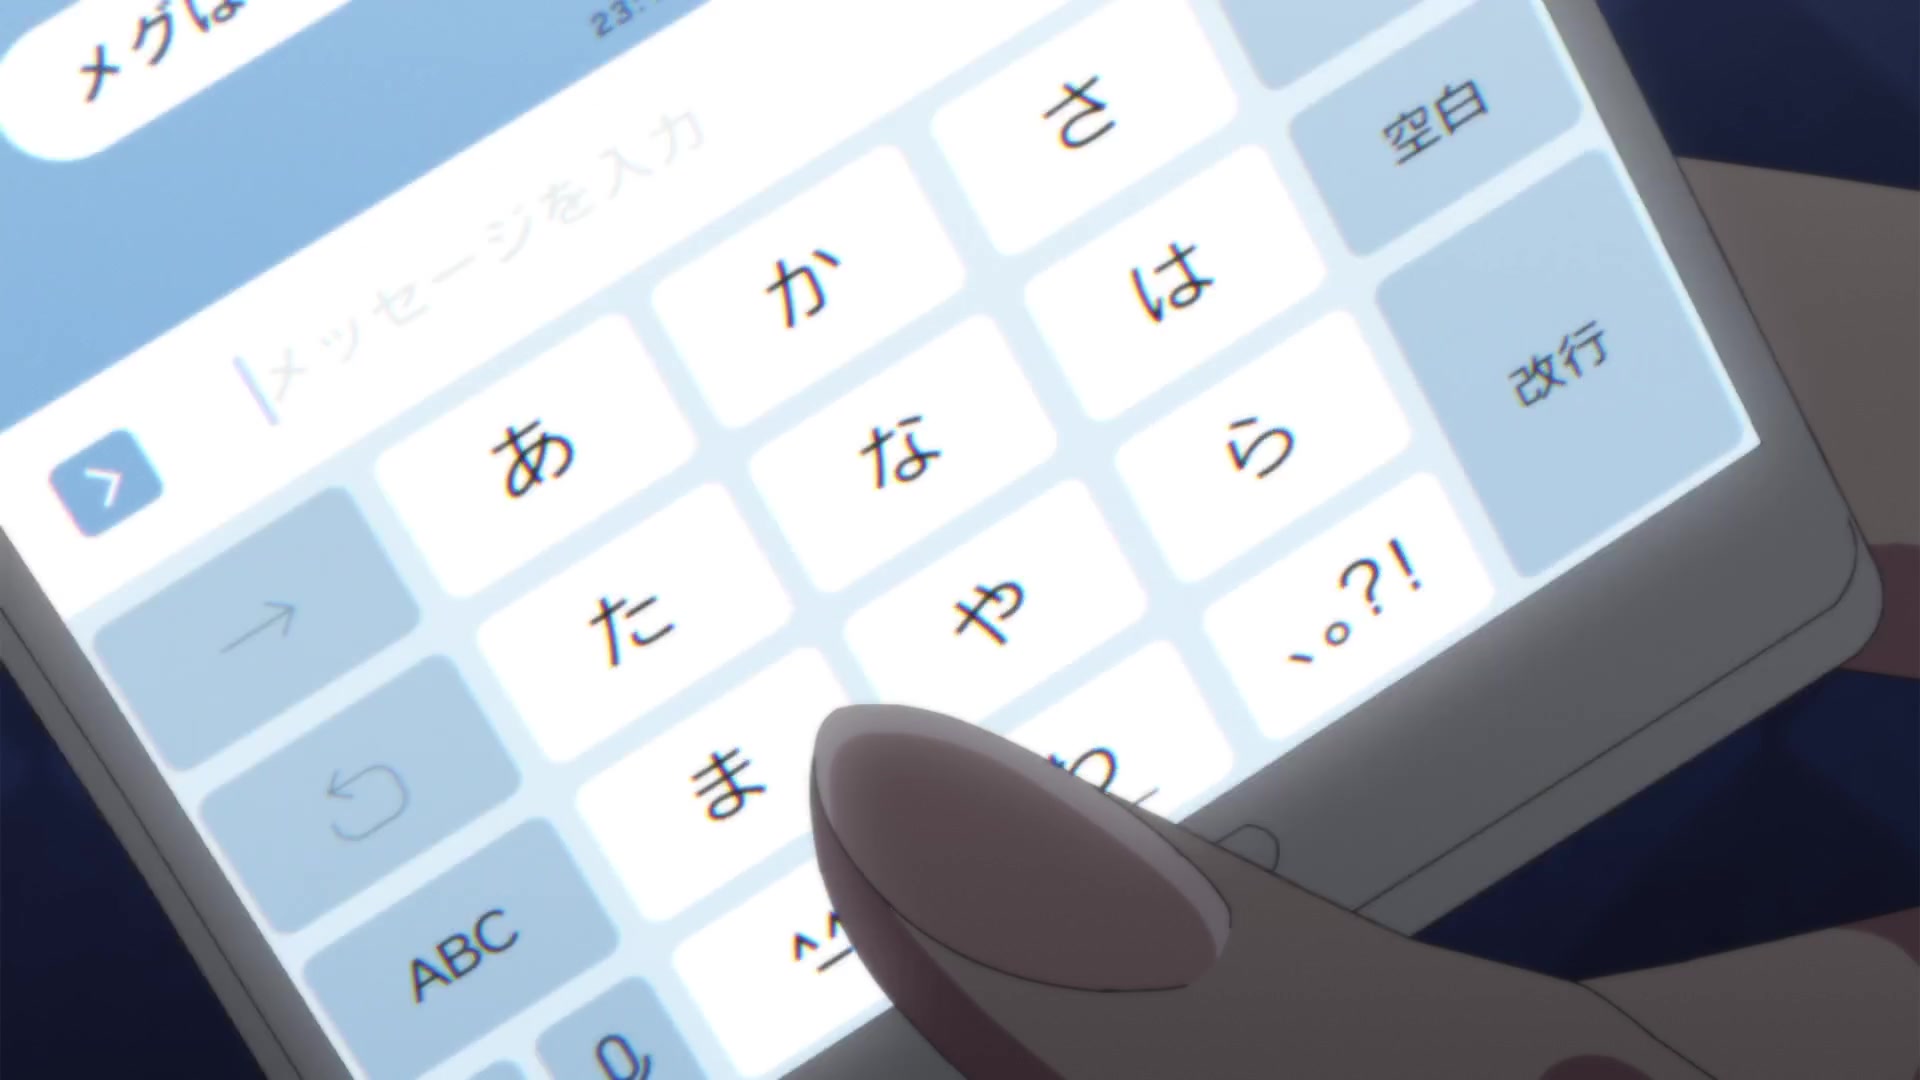 メグは
23:
メッセージを入力
→ あ か さ
た な は 空白
ABC ま や ら 改行
^^ わ 、。?!